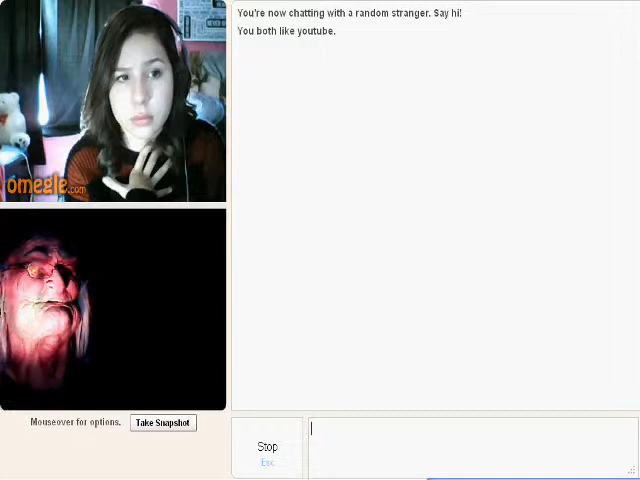 You're now chatting with a random stranger. Say hi!
You both like youtube.
omegle.com
Mouseover for options.
Take Snapshot
Stop
Esc